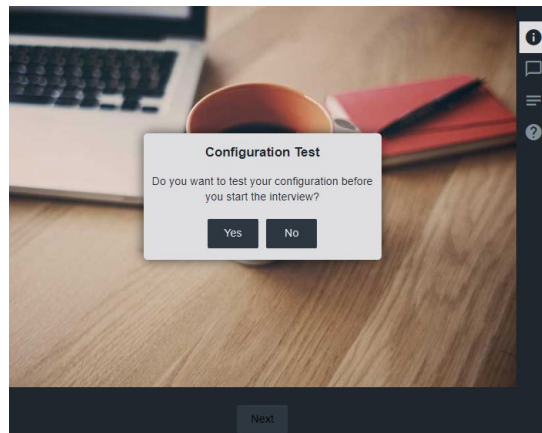 Configuration Test
Do you want to test your configuration before
you start the interview?
Yes No
Next